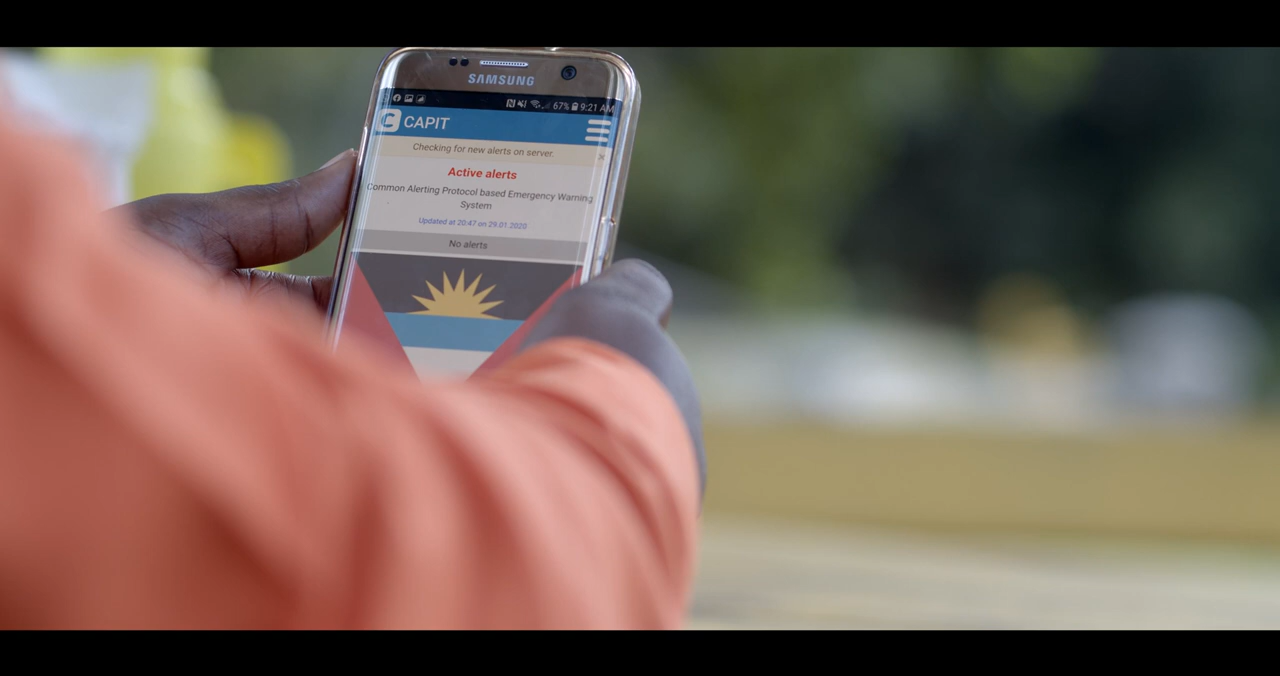 SAMSUNG
67% 9:21 AM
C CAPIT
Checking for new alerts on server.
×
Active alerts
Common Alerting Protocol based Emergency Warning
System
Updated at 20:47 on 29.01.2020
No alerts